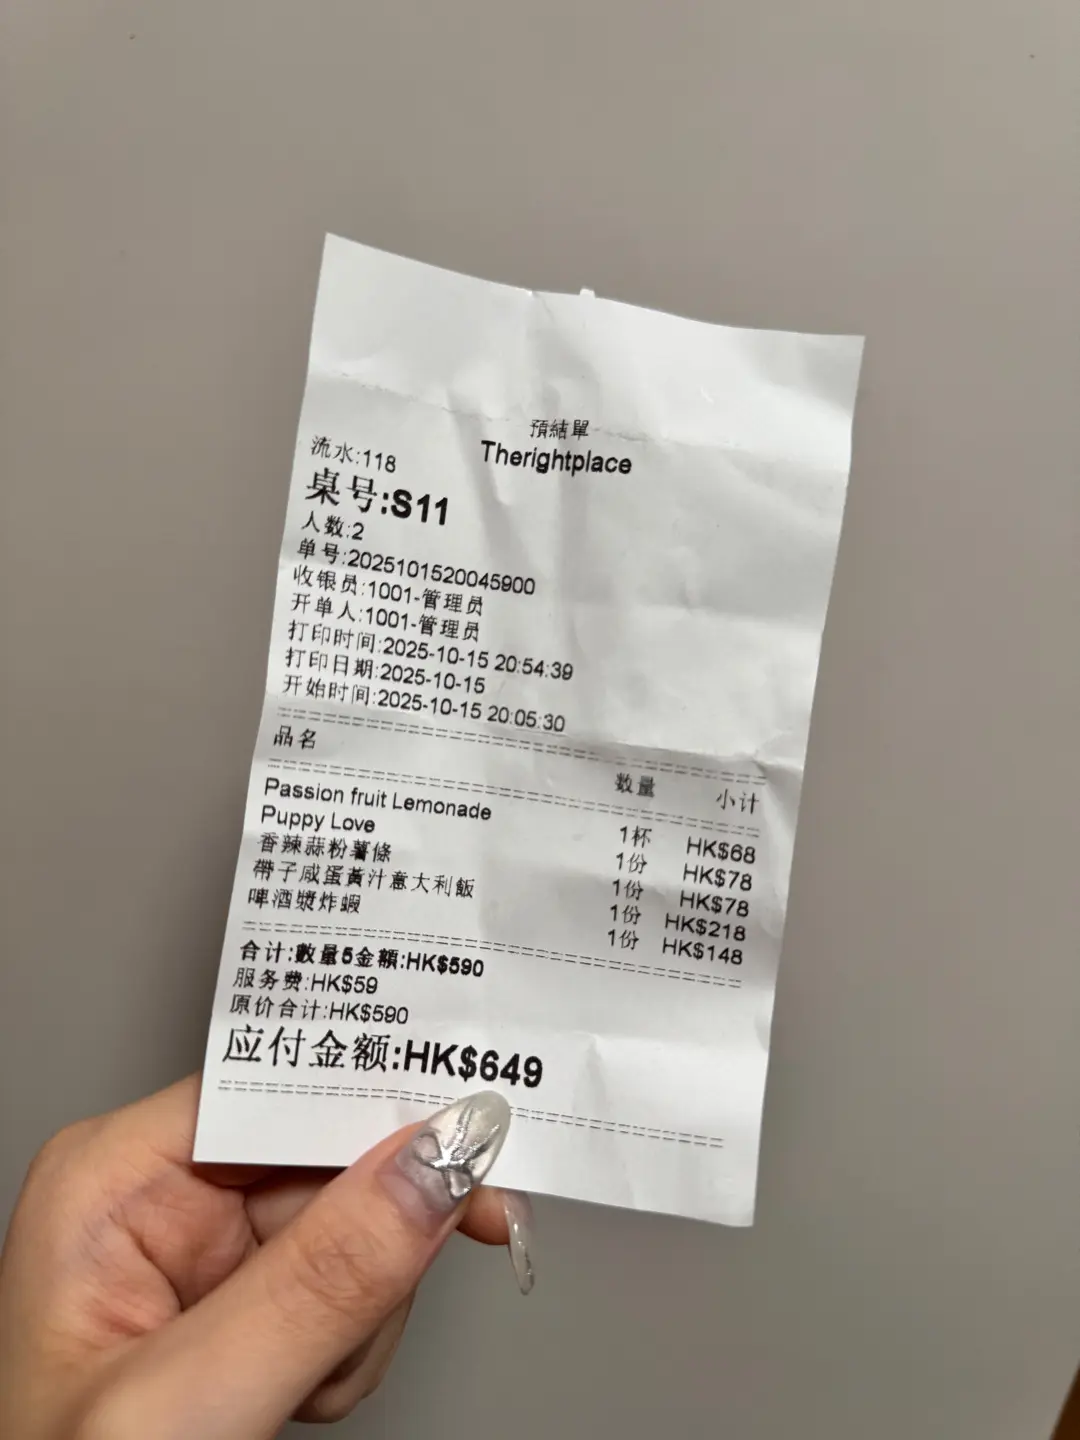 預結單
Therightplace
流水:118
桌号:S11
人数:2
单号:2025101520045900
收银员:1001-管理员
开单人:1001-管理员
打印时间:2025-10-15 20:54:39
打印日期:2025-10-15
开始时间:2025-10-15 20:05:30
品名 数量 小计
Passion fruit Lemonade 1杯 HK$68
Puppy Love 1份 HK$78
香辣蒜粉薯條 1份 HK$78
帶子咸蛋黃汁意大利飯 1份 HK$218
啤酒漿炸蝦 1份 HK$148
合计:數量5金額:HK$590
服务费:HK$59
原价合计:HK$590
应付金额:HK$649